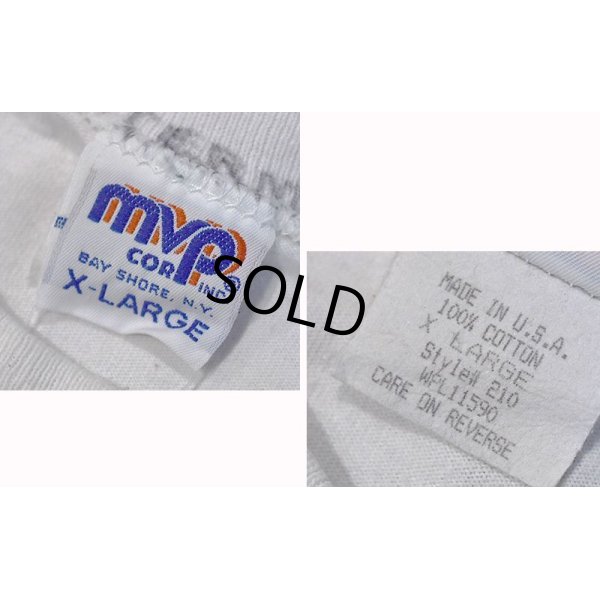 mvp
CORP. INC.
BAY SHORE, N.Y.
X-LARGE
SOLD
MADE IN U.S.A.
100% COTTON
X LARGE
Style# 210
WPL11590
CARE ON REVERSE